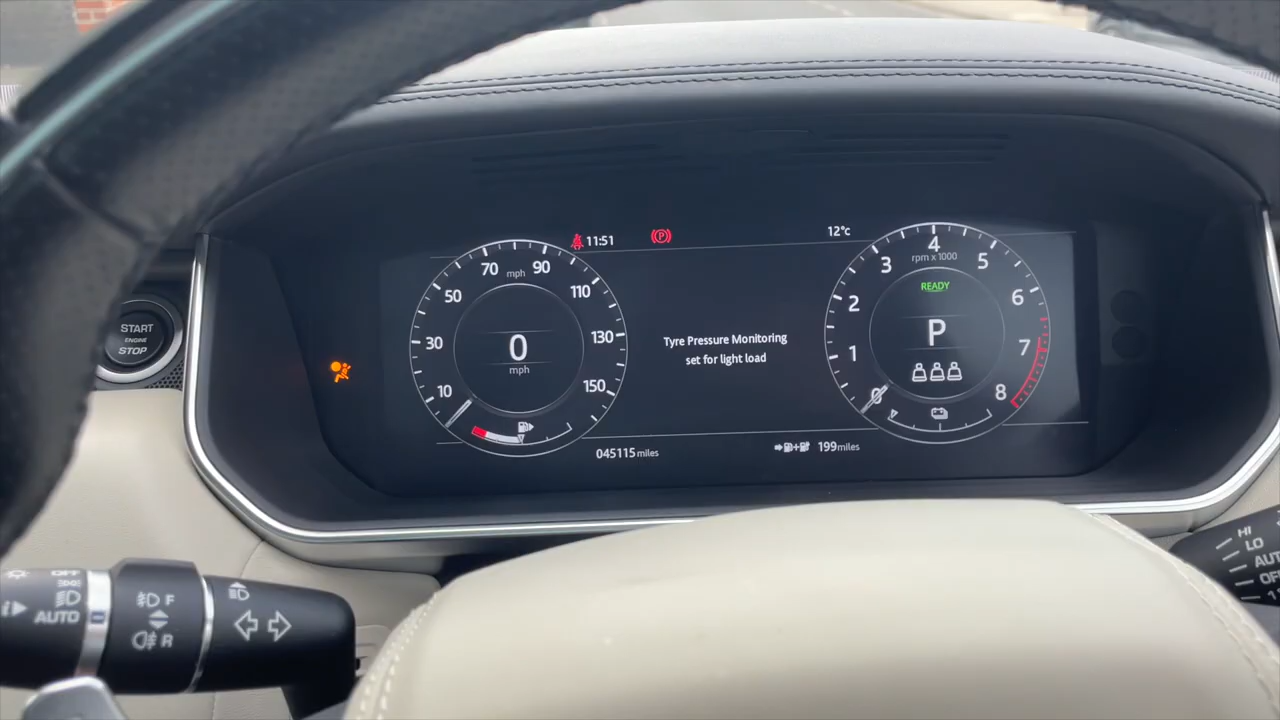 START
ENGINE
STOP
11:51
12°c
mph
10
30
50
70
90
110
130
150
0
mph
Tyre Pressure Monitoring
set for light load
rpm x 1000
0
1
2
3
4
5
6
7
8
READY
P
045115 miles
199 miles
OFF
AUTO
F
R
HI
LO